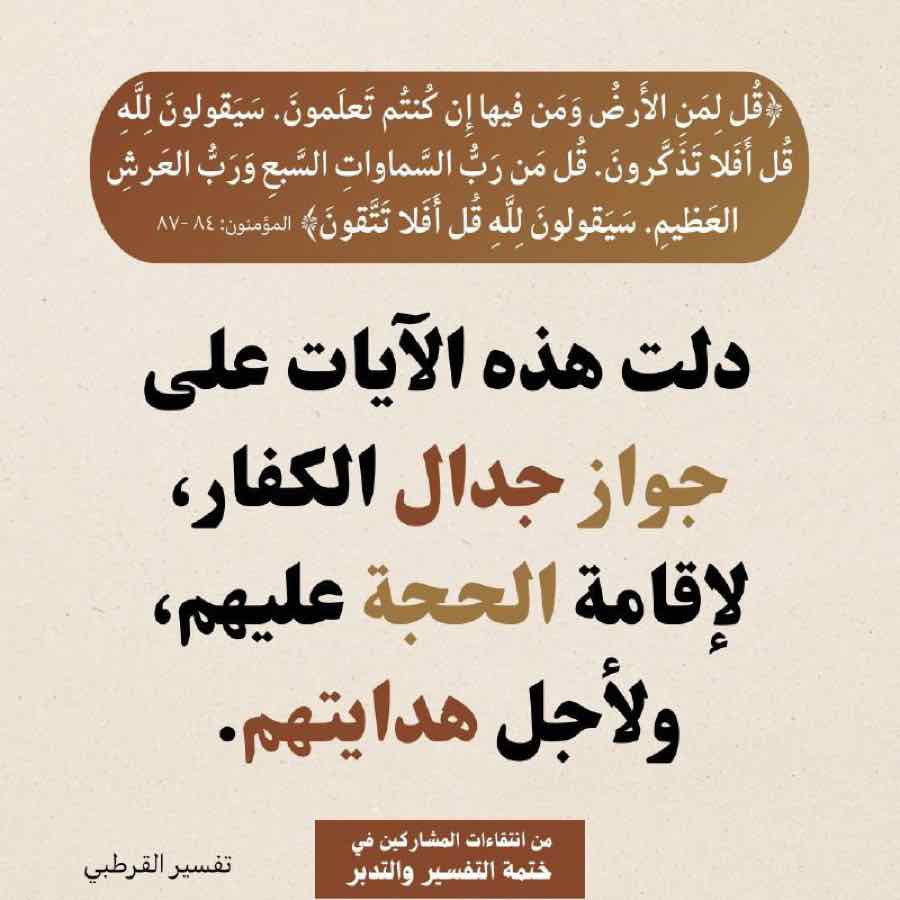 ﴿قُل لِمَنِ الأَرضُ وَمَن فيها إِن كُنتُم تَعلَمونَ. سَيَقولونَ لِلَّهِ
قُل أَفَلا تَذَكَّرونَ. قُل مَن رَبُّ السَّماواتِ السَّبعِ وَرَبُّ العَرشِ
العَظيمِ. سَيَقولونَ لِلَّهِ قُل أَفَلا تَتَّقونَ﴾ المؤمنون: ٨٤ -٨٧
دلت هذه الآيات على
جواز جدال الكفار،
لإقامة الحجة عليهم،
ولأجل هدايتهم.
من انتقاءات المشاركين في
ختمة التفسير والتدبر
تفسير القرطبي